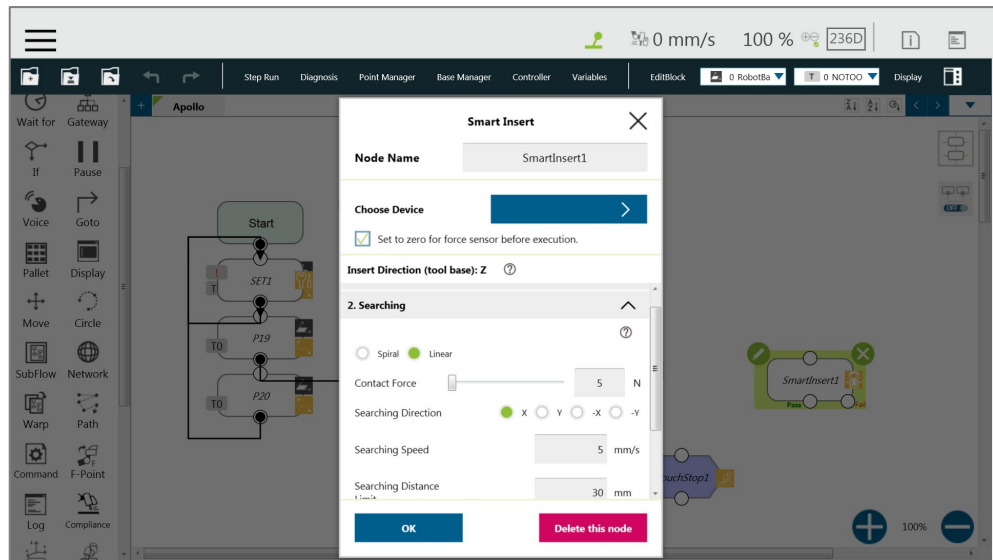 0 mm/s 100 % 236D
Step Run Diagnosis Point Manager Base Manager Controller Variables EditBlock 0 RobotBa T 0 NOTOO Display
+ Apollo
Wait for Gateway
If Pause
Voice Goto
Pallet Display
Move Circle
SubFlow Network
Warp Path
Command F-Point
Log Compliance
Start
SET1
! T
P19
T0
P20
T0
Smart Insert
Node Name SmartInsert1
Choose Device
Set to zero for force sensor before execution.
Insert Direction (tool base): Z
2. Searching
Spiral Linear
Contact Force 5 N
Searching Direction X Y -X -Y
Searching Speed 5 mm/s
Searching Distance
Limit 30 mm
OK Delete this node
SmartInsert1
Pass Fail
ouchStop1
100%